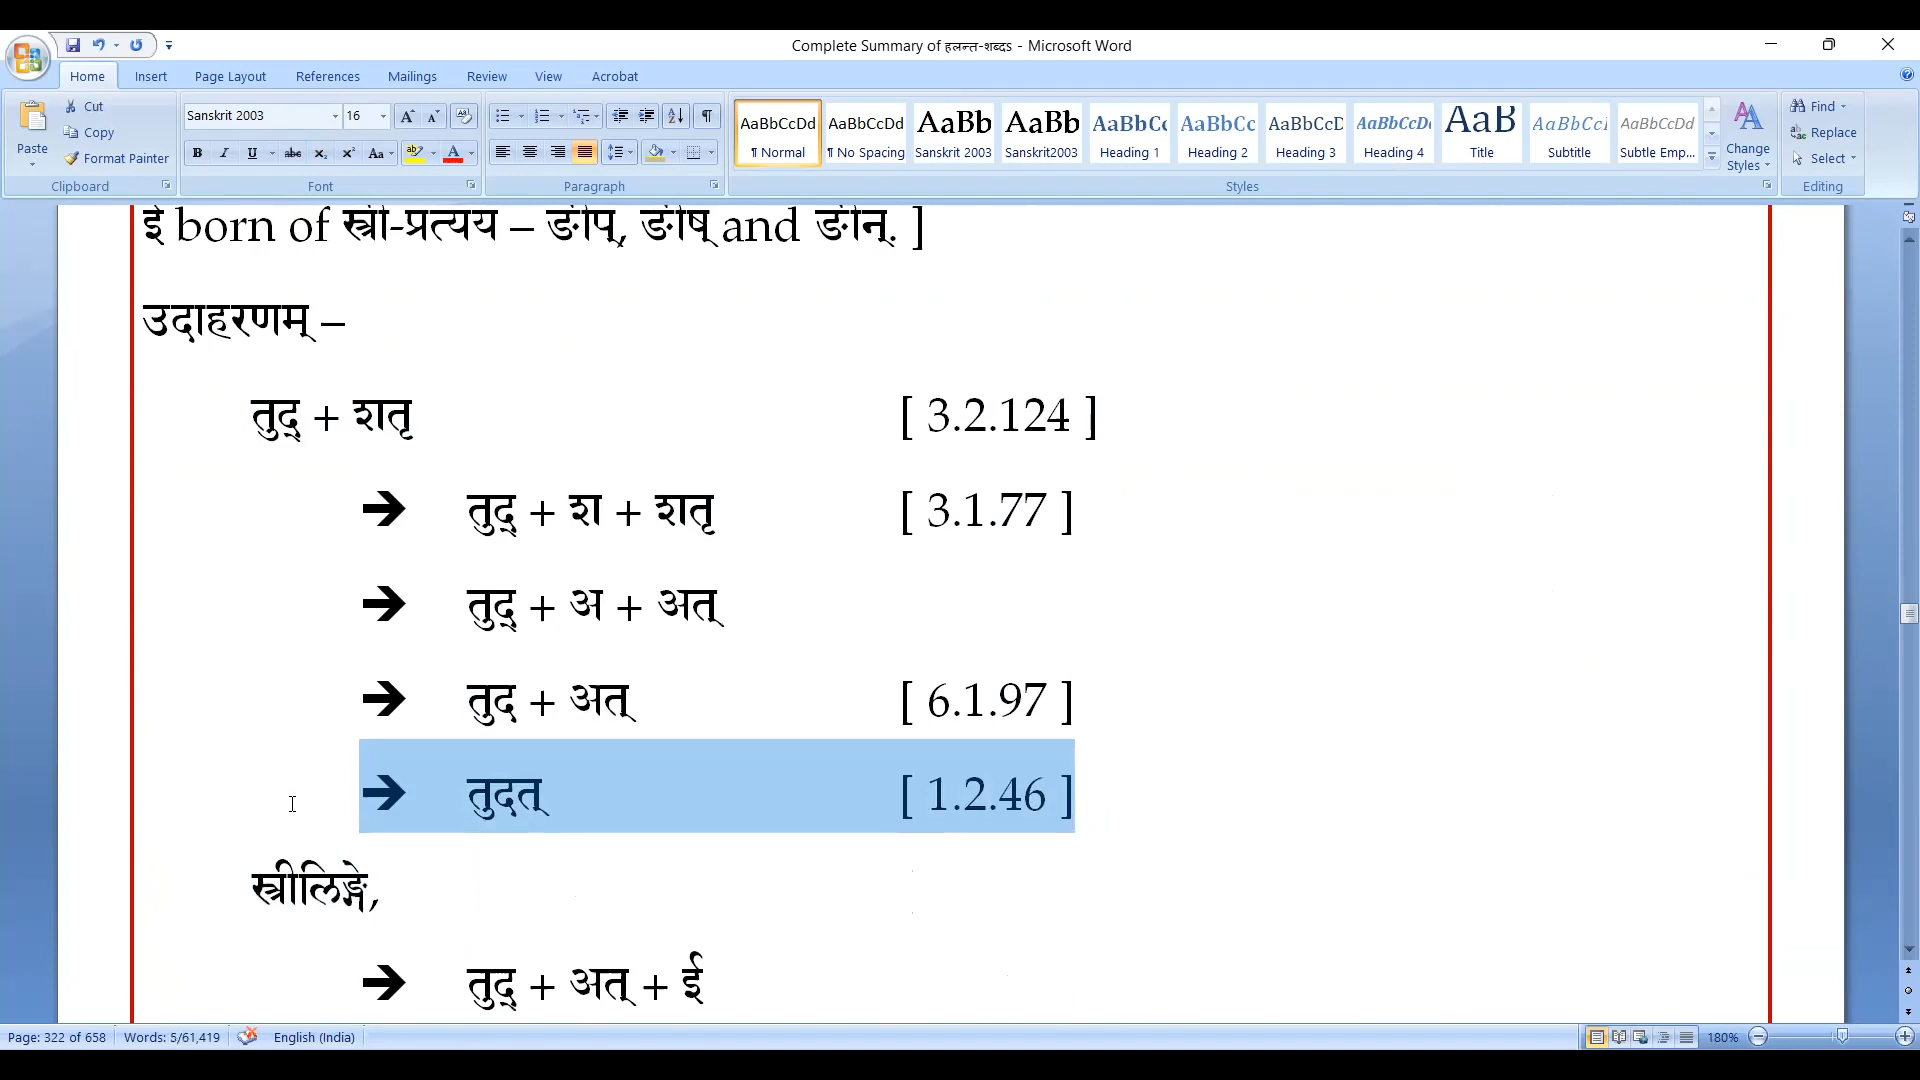 Complete Summary of हलन्त-शब्दs - Microsoft Word
Home Insert Page Layout References Mailings Review View Acrobat
Paste Cut Copy Format Painter Clipboard
Sanskrit 2003 16 Font
Paragraph
AaBbCcDd ¶ Normal
AaBbCcDd ¶ No Spacing
AaBb Sanskrit 2003
AaBb Sanskrit2003
AaBbCc Heading 1
AaBbCc Heading 2
AaBbCcD Heading 3
AaBbCcDc Heading 4
AaB Title
AaBbCcI Subtitle
AaBbCcDd Subtle Emp...
Change Styles
Styles
Find Replace Select Editing
ई born of स्त्री-प्रत्यय – ङीप्, ङीष् and ङीन्. ]
उदाहरणम् –
तुद् + शतृ [ 3.2.124 ]
➔ तुद् + श + शतृ [ 3.1.77 ]
➔ तुद् + अ + अत्
➔ तुद + अत् [ 6.1.97 ]
➔ तुदत् [ 1.2.46 ]
स्त्रीलिङ्गे,
➔ तुद् + अत् + ई
Page: 322 of 658 Words: 5/61,419 English (India) 180%